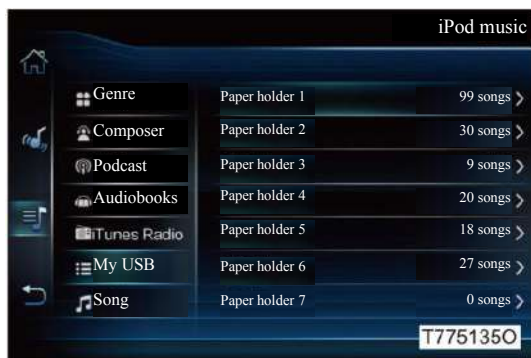 iPod music
Genre Paper holder 1 99 songs
Composer Paper holder 2 30 songs
Podcast Paper holder 3 9 songs
Audiobooks Paper holder 4 20 songs
iTunes Radio Paper holder 5 18 songs
My USB Paper holder 6 27 songs
Song Paper holder 7 0 songs
T775135O